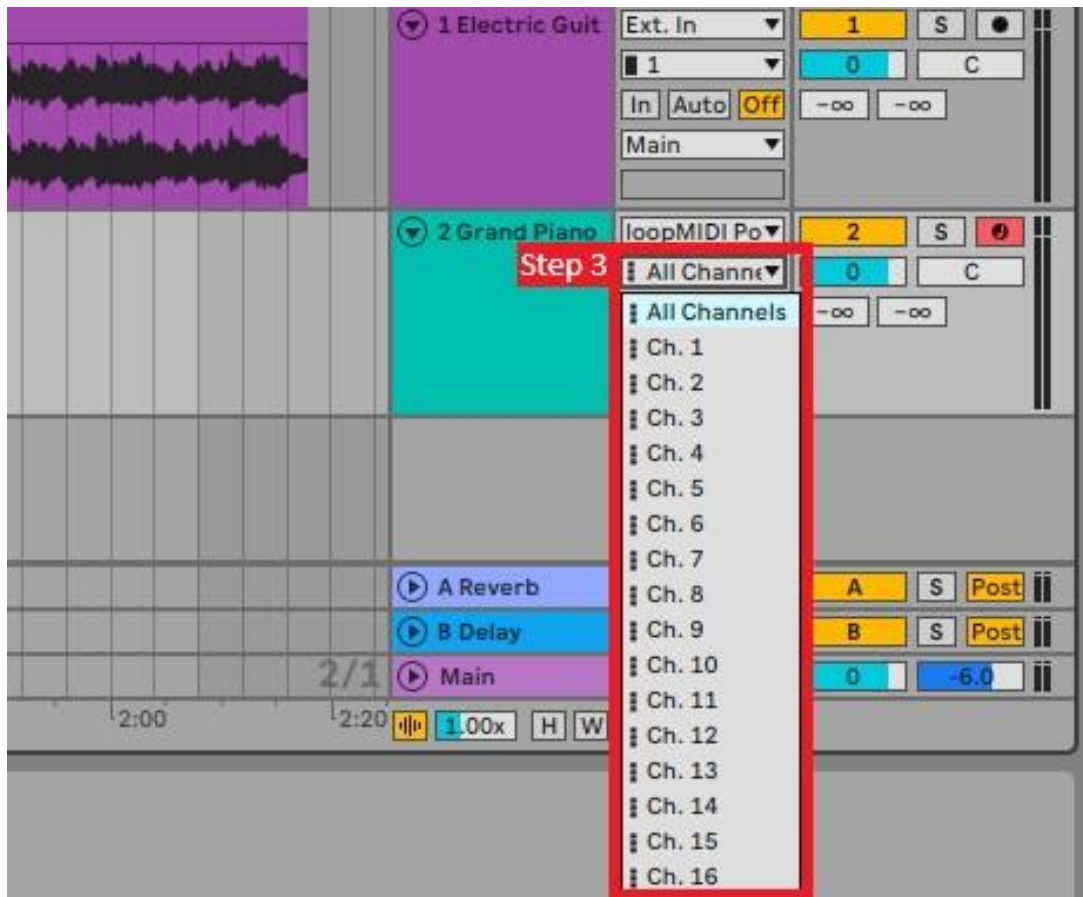 1 Electric Guit Ext. In 1 S
1 0 C
In Auto Off -∞ -∞
Main
2 Grand Piano loopMIDI Po 2 S
Step 3 All Channe 0 C
All Channels -∞ -∞
Ch. 1
Ch. 2
Ch. 3
Ch. 4
Ch. 5
Ch. 6
Ch. 7
Ch. 8
Ch. 9
Ch. 10
Ch. 11
Ch. 12
Ch. 13
Ch. 14
Ch. 15
Ch. 16
A Reverb A S Post
B Delay B S Post
2/1 Main 0 -6.0
2:00 2:20 1.00x H W